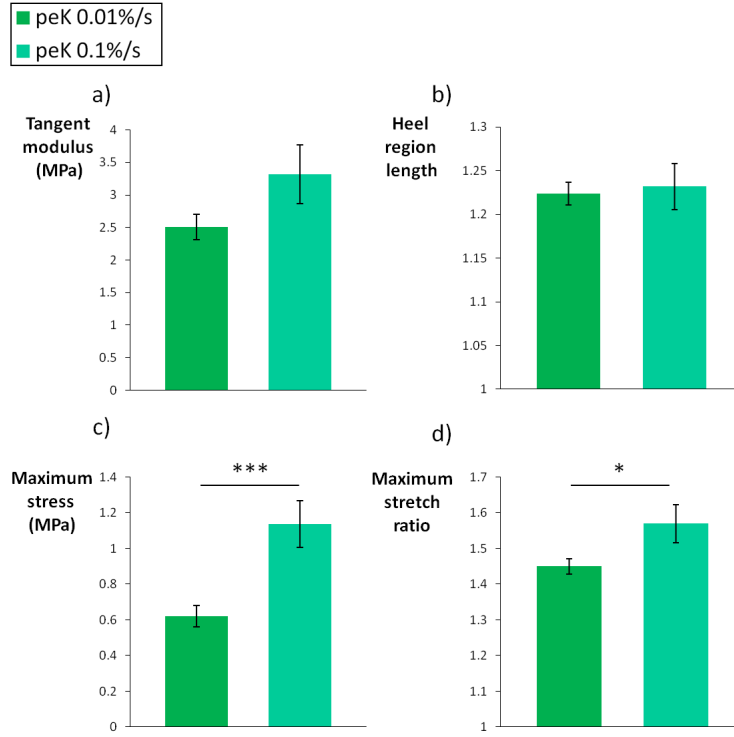 peK 0.01%/s
peK 0.1%/s
a)
Tangent
modulus
(MPa)
4
3.5
3
2.5
2
1.5
1
0.5
0
b)
Heel
region
length
1.3
1.25
1.2
1.15
1.1
1.05
1
c)
Maximum
stress
(MPa)
1.4
1.2
1
0.8
0.6
0.4
0.2
0
***
d)
Maximum
stretch
ratio
1.7
1.6
1.5
1.4
1.3
1.2
1.1
1
*